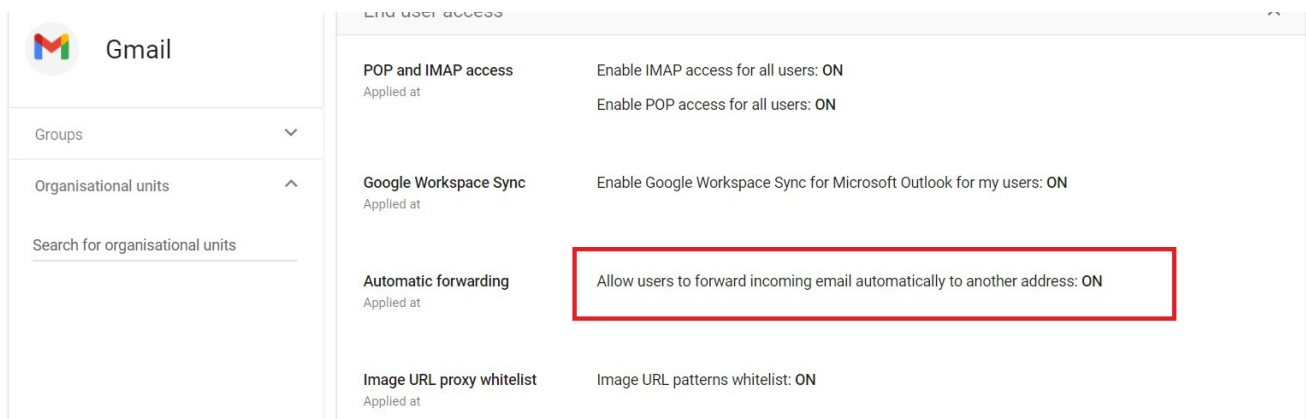 End user access
Gmail
POP and IMAP access
Applied at
Enable IMAP access for all users: ON
Enable POP access for all users: ON
Groups
Organisational units
Search for organisational units
Google Workspace Sync
Applied at
Enable Google Workspace Sync for Microsoft Outlook for my users: ON
Automatic forwarding
Applied at
Allow users to forward incoming email automatically to another address: ON
Image URL proxy whitelist
Applied at
Image URL patterns whitelist: ON